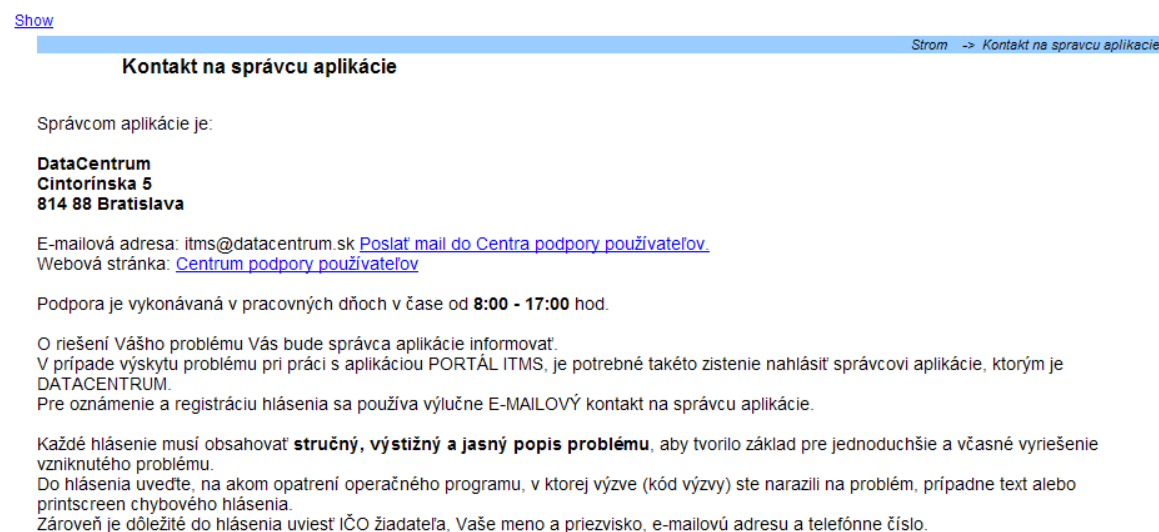 Show
Strom -> Kontakt na spravcu aplikacie
Kontakt na správcu aplikácie
Správcom aplikácie je:
DataCentrum
Cintorínska 5
814 88 Bratislava
E-mailová adresa: itms@datacentrum.sk Poslať mail do Centra podpory používateľov.
Webová stránka: Centrum podpory používateľov
Podpora je vykonávaná v pracovných dňoch v čase od 8:00 - 17:00 hod.
O riešení Vášho problému Vás bude správca aplikácie informovať.
V prípade výskytu problému pri práci s aplikáciou PORTÁL ITMS, je potrebné takéto zistenie nahlásiť správcovi aplikácie, ktorým je
DATACENTRUM.
Pre oznámenie a registráciu hlásenia sa používa výlučne E-MAILOVÝ kontakt na správcu aplikácie.
Každé hlásenie musí obsahovať stručný, výstižný a jasný popis problému, aby tvorilo základ pre jednoduchšie a včasné vyriešenie
vzniknutého problému.
Do hlásenia uveďte, na akom opatrení operačného programu, v ktorej výzve (kód výzvy) ste narazili na problém, prípadne text alebo
printscreen chybového hlásenia.
Zároveň je dôležité do hlásenia uviesť IČO žiadateľa, Vaše meno a priezvisko, e-mailovú adresu a telefónne číslo.